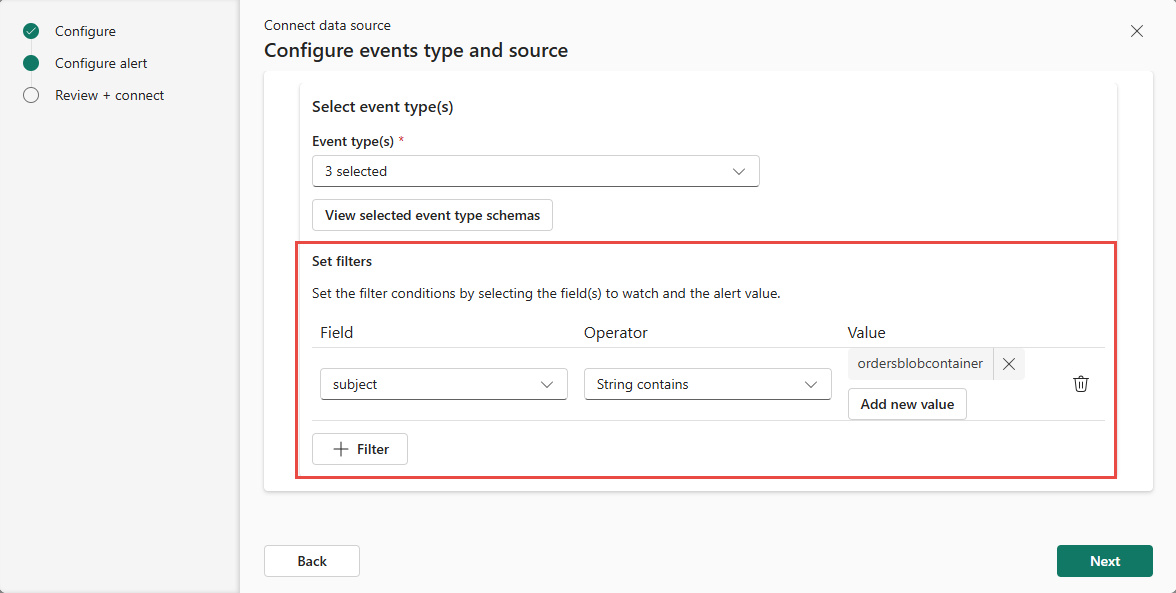 Configure
Configure alert
Review + connect
Connect data source
Configure events type and source
Select event type(s)
Event type(s) *
3 selected
View selected event type schemas
Set filters
Set the filter conditions by selecting the field(s) to watch and the alert value.
Field Operator Value
ordersblobcontainer
subject String contains
Add new value
Filter
Back Next